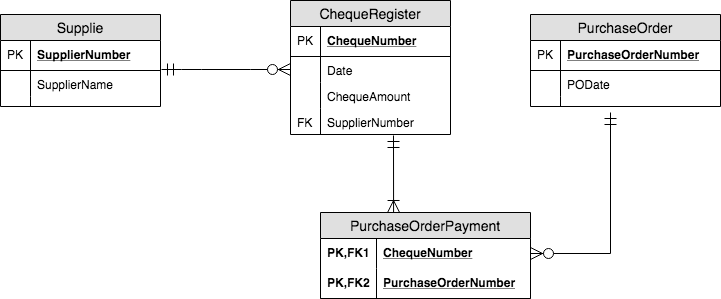 Supplie
PK SupplierNumber
SupplierName
ChequeRegister
PK ChequeNumber
Date
ChequeAmount
FK SupplierNumber
PurchaseOrder
PK PurchaseOrderNumber
PODate
PurchaseOrderPayment
PK,FK1 ChequeNumber
PK,FK2 PurchaseOrderNumber